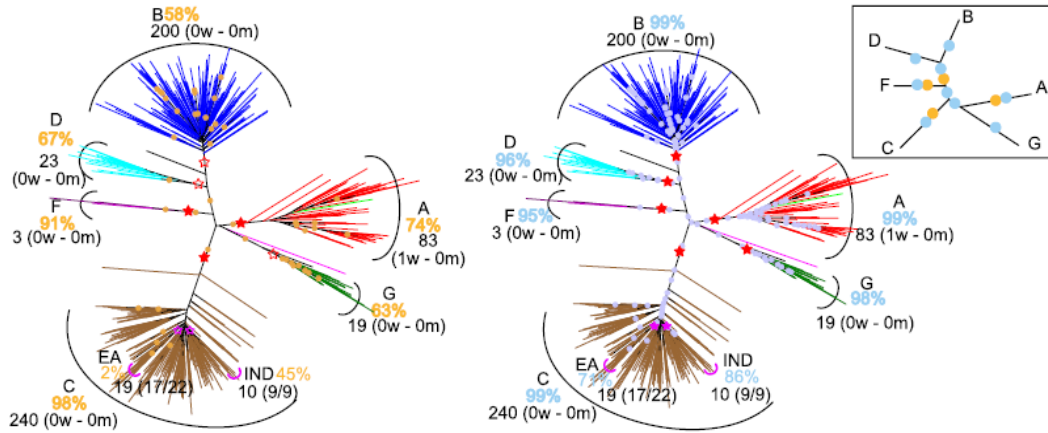 B 58%
200 (0w - 0m)
D
67%
23
(0w - 0m)
F
91%
3 (0w - 0m)
A
74%
83
(1w - 0m)
G
63%
19 (0w - 0m)
EA
2%
19 (17/22)
IND 45%
10 (9/9)
C
98%
240 (0w - 0m)
B 99%
200 (0w - 0m)
D
96%
23 (0w - 0m)
F 95%
3 (0w - 0m)
A
99%
83 (1w - 0m)
G
98%
19 (0w - 0m)
EA
71%
19 (17/22)
IND
86%
10 (9/9)
C
99%
240 (0w - 0m)
B
D
F
A
C
G